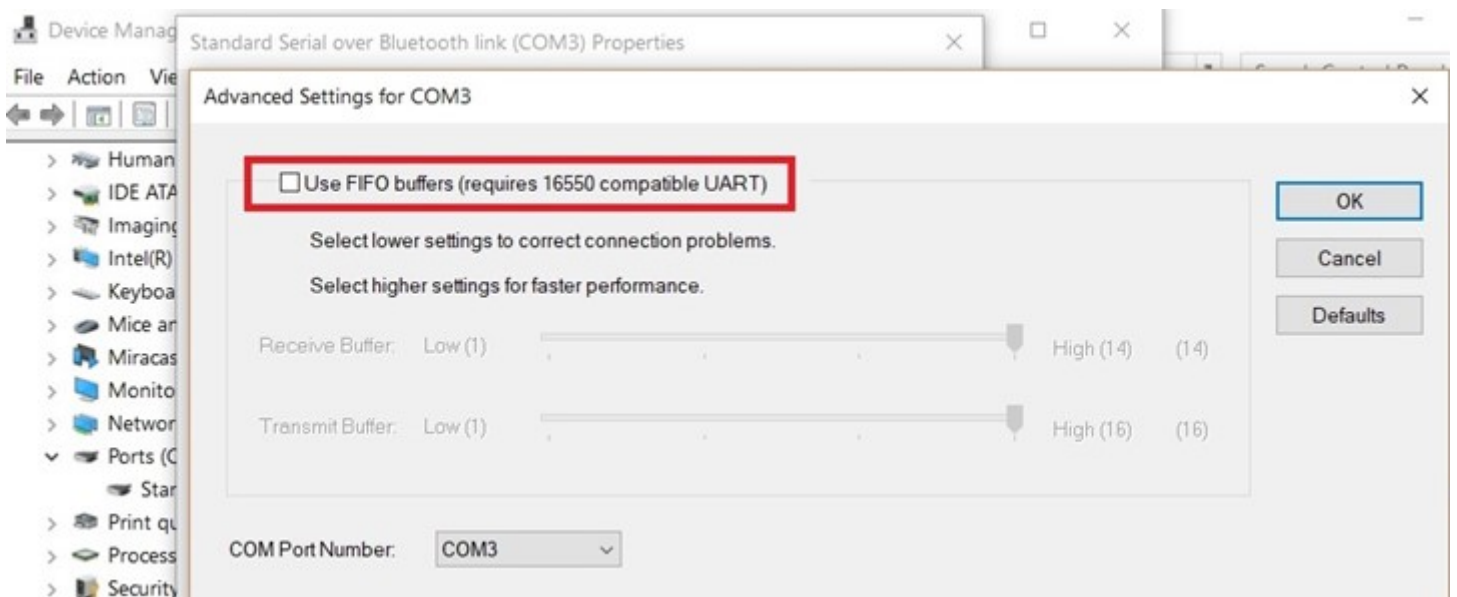 Device Manag
Standard Serial over Bluetooth link (COM3) Properties
File Action Vie
Advanced Settings for COM3
Human
IDE ATA
Imaging
Intel(R)
Keyboa
Mice ar
Miracas
Monito
Networ
Ports (C
Star
Print qu
Process
Security
Use FIFO buffers (requires 16550 compatible UART)
Select lower settings to correct connection problems.
Select higher settings for faster performance.
Receive Buffer: Low (1) High (14) (14)
Transmit Buffer: Low (1) High (16) (16)
COM Port Number: COM3
OK
Cancel
Defaults